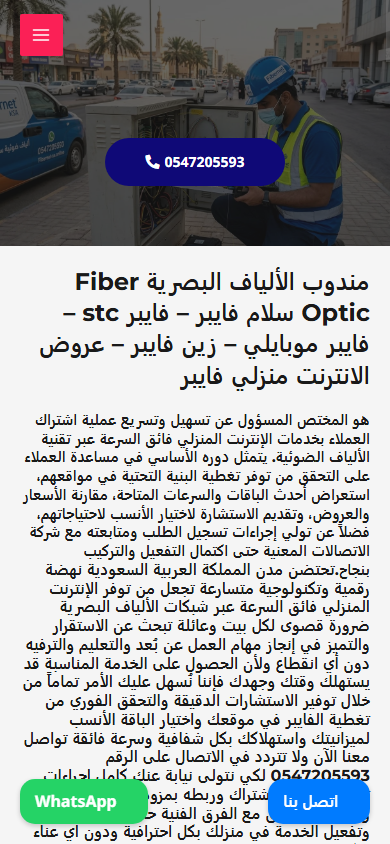 0547205593
مندوب الألياف البصرية Fiber
Optic سلام فايبر – فايبر stc –
فايبر موبايلي – زين فايبر – عروض
الانترنت منزلي فايبر
هو المختص المسؤول عن تسهيل وتسريع عملية اشتراك
العملاء بخدمات الإنترنت المنزلي فائق السرعة عبر تقنية
الألياف الضوئية. يتمثل دوره الأساسي في مساعدة العملاء
على التحقق من توفر تغطية البنية التحتية في مواقعهم،
استعراض أحدث الباقات والسرعات المتاحة، مقارنة الأسعار
والعروض، وتقديم الاستشارة لاختيار الأنسب لاحتياجاتهم،
فضلاً عن تولي إجراءات تسجيل الطلب ومتابعته مع شركة
الاتصالات المعنية حتى اكتمال التفعيل والتركيب
بنجاح.تحتضن مدن المملكة العربية السعودية نهضة
رقمية وتكنولوجية متسارعة تجعل من توفر الإنترنت
المنزلي فائق السرعة عبر شبكات الألياف البصرية
ضرورة قصوى لكل بيت وعائلة تبحث عن الاستقرار
والتميز في إنجاز مهام العمل عن بُعد والتعليم والترفيه
دون أي انقطاع ولأن الحصول على الخدمة المناسبة قد
يستهلك وقتك وجهدك فإننا نُسهل عليك الأمر تماماً من
خلال توفير الاستشارات الدقيقة والتحقق الفوري من
تغطية الفايبر في موقعك واختيار الباقة الأنسب
لميزانيتك واستهلاكك بكل شفافية وسرعة فائقة تواصل
معنا الآن ولا تتردد في الاتصال على الرقم
0547205593 لكي نتولى نيابة عنك كامل إجراءات
وربطه
مع الفرق الفنية
وتفعيل الخدمة في منزلك بكل احترافية ودون أي عناء
WhatsApp
اتصل بنا